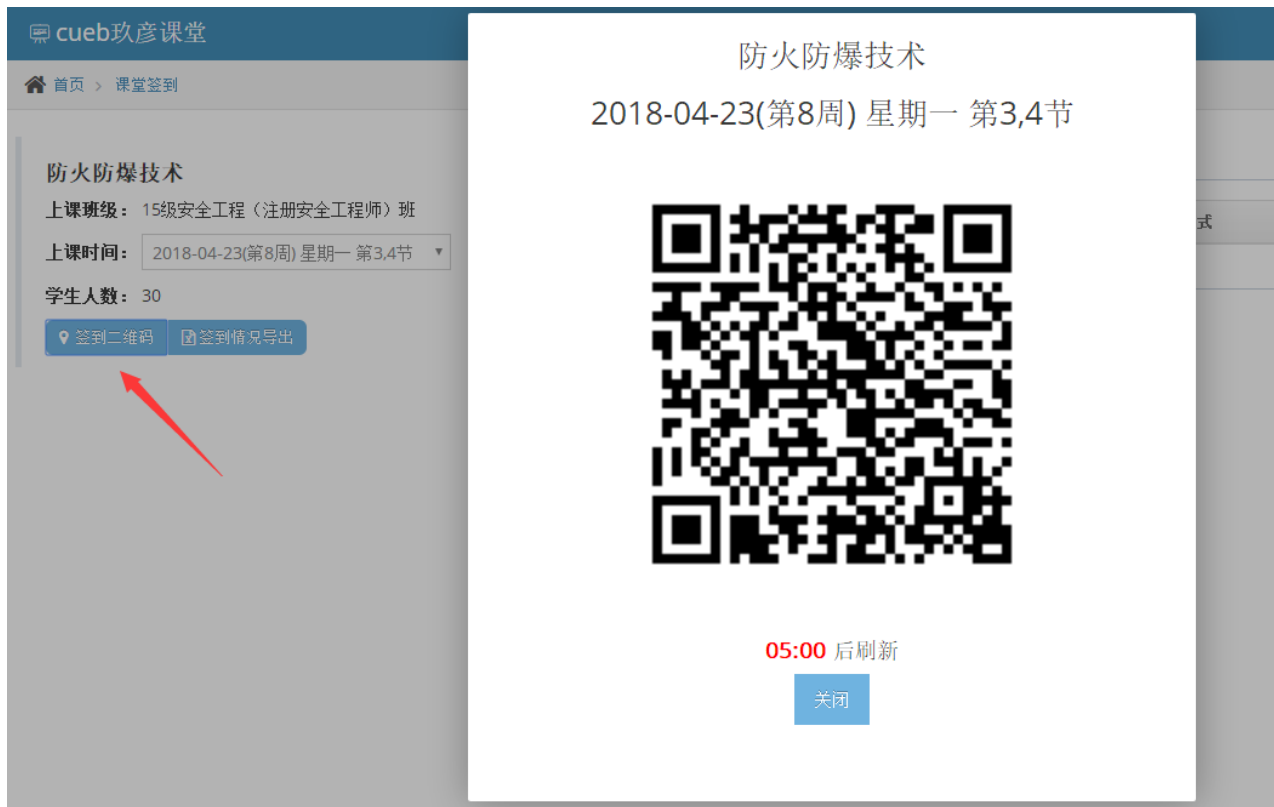 cueb玖彦课堂
首页 > 课堂签到
防火防爆技术
上课班级： 15级安全工程（注册安全工程师）班
上课时间： 2018-04-23(第8周) 星期一 第3,4节
学生人数： 30
签到二维码 签到情况导出
防火防爆技术
2018-04-23(第8周) 星期一 第3,4节
05:00 后刷新
关闭
式